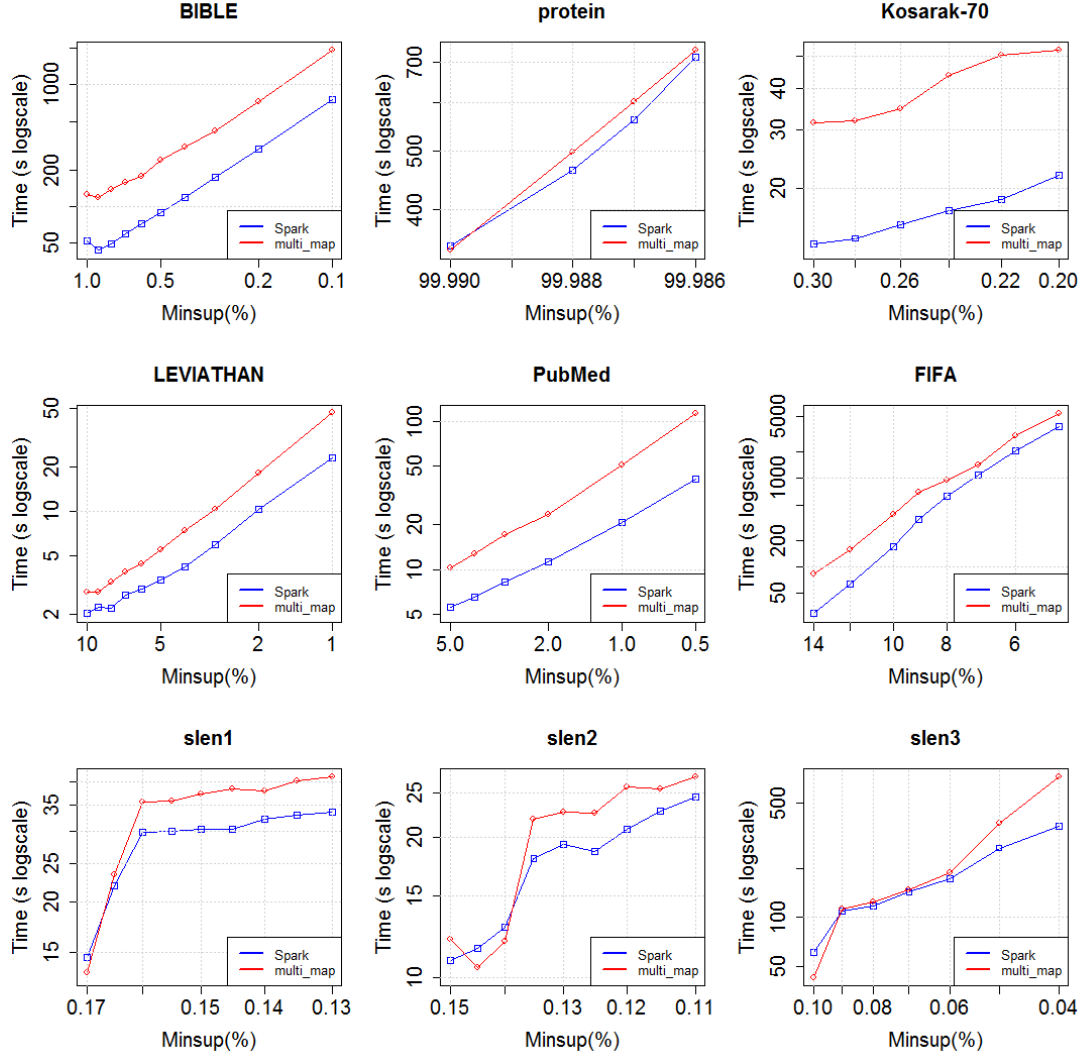 BIBLE
Time (s logscale)
1000
200
50
Spark
multi_map
1.0 0.5 0.2 0.1
Minsup(%)
protein
Time (s logscale)
700
500
400
Spark
multi_map
99.990 99.988 99.986
Minsup(%)
Kosarak-70
Time (s logscale)
40
30
20
Spark
multi_map
0.30 0.26 0.22 0.20
Minsup(%)
LEVIATHAN
Time (s logscale)
50
20
10
5
2
Spark
multi_map
10 5 2 1
Minsup(%)
PubMed
Time (s logscale)
100
50
20
10
5
Spark
multi_map
5.0 2.0 1.0 0.5
Minsup(%)
FIFA
Time (s logscale)
5000
1000
200
50
Spark
multi_map
14 10 8 6
Minsup(%)
slen1
Time (s logscale)
35
25
20
15
Spark
multi_map
0.17 0.15 0.14 0.13
Minsup(%)
slen2
Time (s logscale)
25
20
15
10
Spark
multi_map
0.15 0.13 0.12 0.11
Minsup(%)
slen3
Time (s logscale)
500
100
50
Spark
multi_map
0.10 0.08 0.06 0.04
Minsup(%)